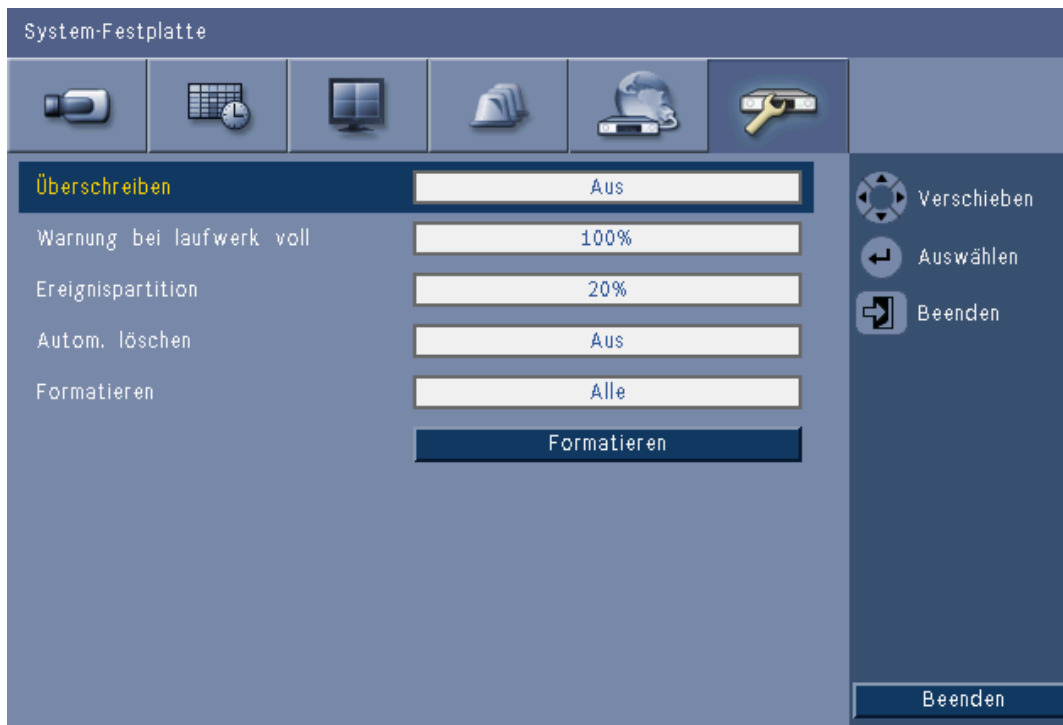 System-Festplatte
Überschreiben Aus
Warnung bei laufwerk voll 100%
Ereignispartition 20%
Autom. löschen Aus
Formatieren Alle
Formatieren
Verschieben
Auswählen
Beenden
Beenden